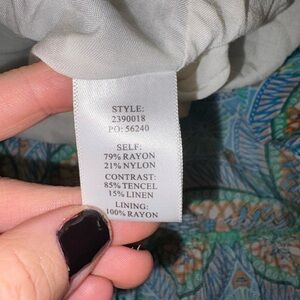 STYLE:
2390018
PO: 56240
SELF:
79% RAYON
21% NYLON
CONTRAST:
85% TENCEL
15% LINEN
LINING:
100% RAYON